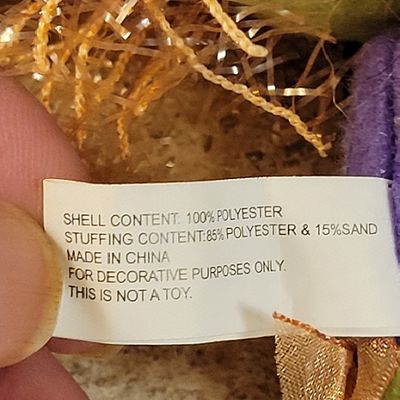 SHELL CONTENT: 100% POLYESTER
STUFFING CONTENT:85% POLYESTER & 15%SAND
MADE IN CHINA
FOR DECORATIVE PURPOSES ONLY.
THIS IS NOT A TOY.